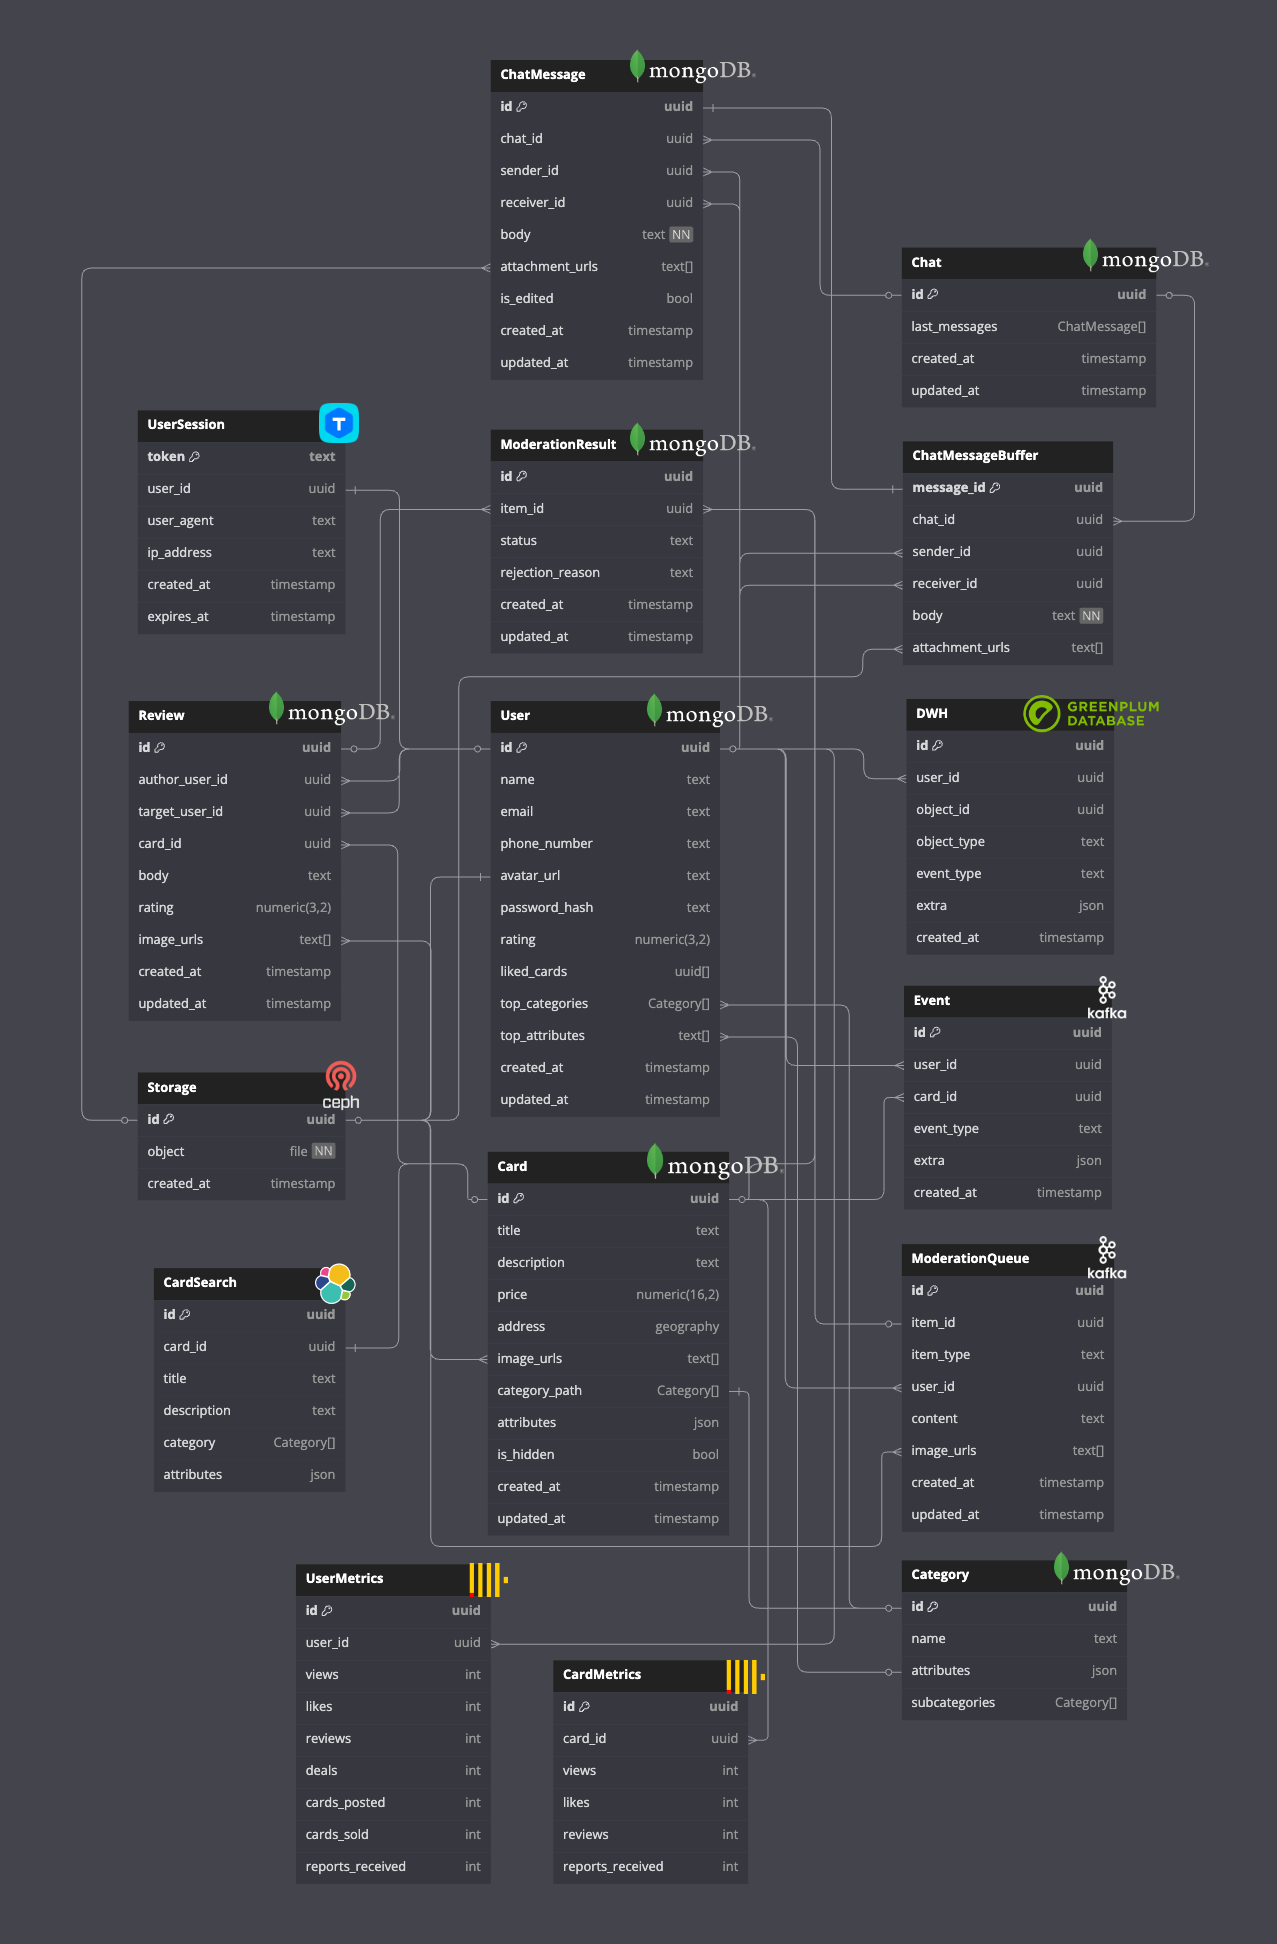 ChatMessage
mongoDB.
id uuid
chat_id uuid
sender_id uuid
receiver_id uuid
body text NN
attachment_urls text[]
is_edited bool
created_at timestamp
updated_at timestamp
Chat
mongoDB.
id uuid
last_messages ChatMessage[]
created_at timestamp
updated_at timestamp
UserSession
T
token text
user_id uuid
user_agent text
ip_address text
created_at timestamp
expires_at timestamp
ModerationResult
mongoDB.
id uuid
item_id uuid
status text
rejection_reason text
created_at timestamp
updated_at timestamp
ChatMessageBuffer
message_id uuid
chat_id uuid
sender_id uuid
receiver_id uuid
body text NN
attachment_urls text[]
Review
mongoDB.
id uuid
author_user_id uuid
target_user_id uuid
card_id uuid
body text
rating numeric(3,2)
image_urls text[]
created_at timestamp
updated_at timestamp
User
mongoDB.
id uuid
name text
email text
phone_number text
avatar_url text
password_hash text
rating numeric(3,2)
liked_cards uuid[]
top_categories Category[]
top_attributes text[]
created_at timestamp
updated_at timestamp
DWH
GREENPLUM
DATABASE
id uuid
user_id uuid
object_id uuid
object_type text
event_type text
extra json
created_at timestamp
Event
kafka
id uuid
user_id uuid
card_id uuid
event_type text
extra json
created_at timestamp
Storage
ceph
id uuid
object file NN
created_at timestamp
Card
mongoDB.
id uuid
title text
description text
price numeric(16,2)
address geography
image_urls text[]
category_path Category[]
attributes json
is_hidden bool
created_at timestamp
updated_at timestamp
ModerationQueue
kafka
id uuid
item_id uuid
item_type text
user_id uuid
content text
image_urls text[]
created_at timestamp
updated_at timestamp
CardSearch
id uuid
card_id uuid
title text
description text
category Category[]
attributes json
UserMetrics
id uuid
user_id uuid
views int
likes int
reviews int
deals int
cards_posted int
cards_sold int
reports_received int
CardMetrics
id uuid
card_id uuid
views int
likes int
reviews int
reports_received int
Category
mongoDB.
id uuid
name text
attributes json
subcategories Category[]